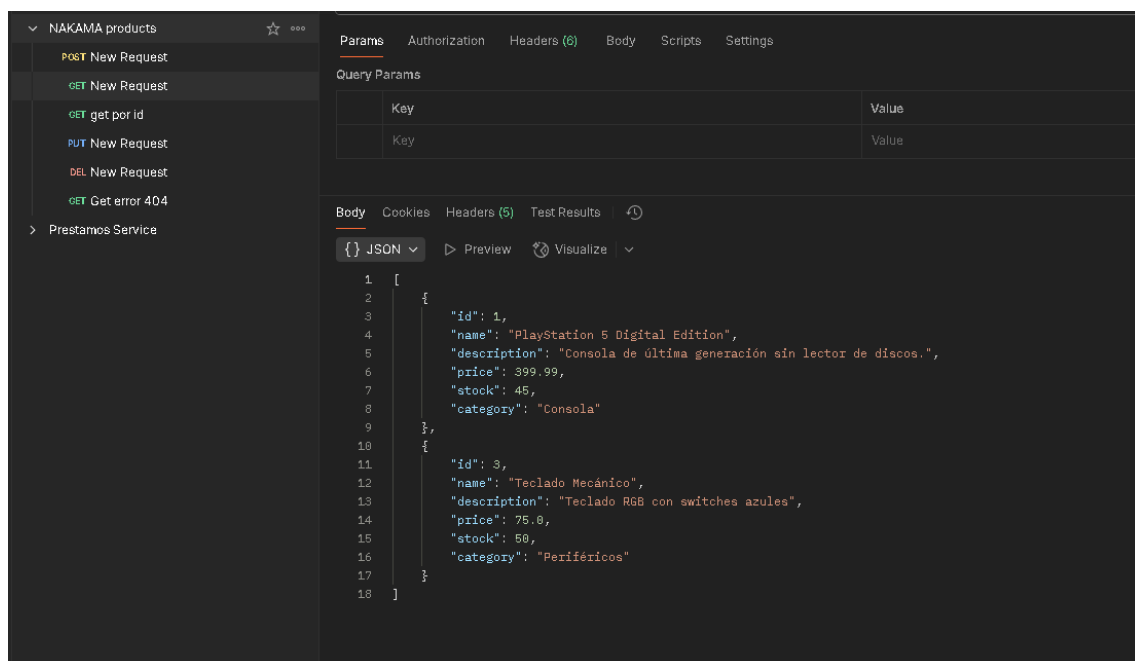 NAKAMA products
POST New Request
GET New Request
GET get por id
PUT New Request
DEL New Request
GET Get error 404
Prestamos Service
Params Authorization Headers (6) Body Scripts Settings
Query Params
Key Value
Key Value
Body Cookies Headers (5) Test Results
{} JSON Preview Visualize
1 [
2 {
3 "id": 1,
4 "name": "PlayStation 5 Digital Edition",
5 "description": "Consola de última generación sin lector de discos.",
6 "price": 399.99,
7 "stock": 45,
8 "category": "Consola"
9 },
10 {
11 "id": 3,
12 "name": "Teclado Mecánico",
13 "description": "Teclado RGB con switches azules",
14 "price": 75.0,
15 "stock": 50,
16 "category": "Periféricos"
17 }
18 ]